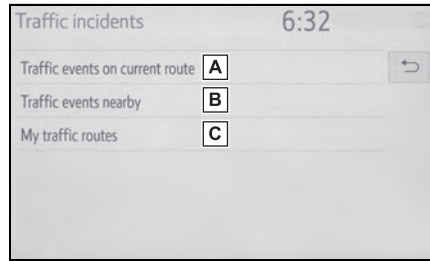 Traffic incidents 6:32
Traffic events on current route A
Traffic events nearby B
My traffic routes C